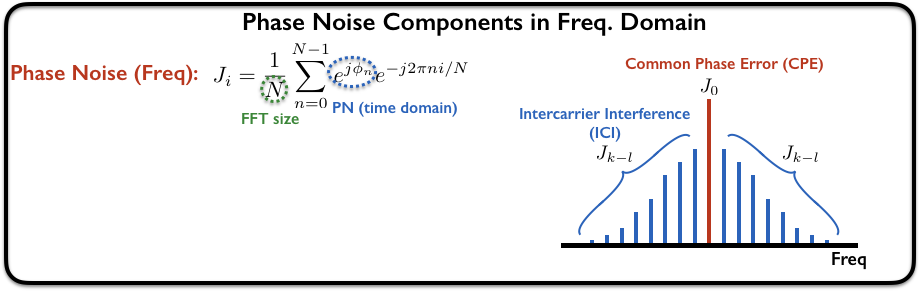 Phase Noise Components in Freq. Domain
Phase Noise (Freq): J_i = \frac{1}{N} \sum_{n=0}^{N-1} e^{j\phi_n} e^{-j2\pi ni/N}
FFT size
PN (time domain)
Common Phase Error (CPE)
J_0
Intercarrier Interference
(ICI)
J_{k-l}
J_{k-l}
Freq